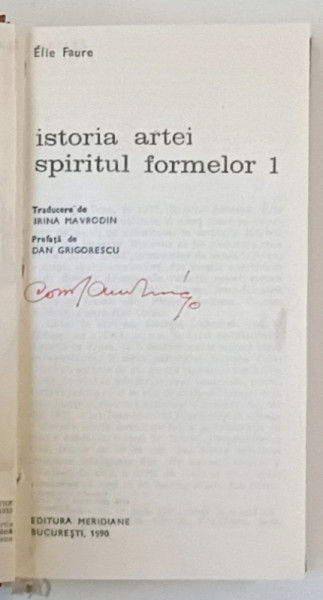 Élie Faure
istoria artei
spiritul formelor 1
Traducere de
IRINA MAVRODIN
Prefață de
DAN GRIGORESCU
EDITURA MERIDIANE
BUCUREȘTI, 1990